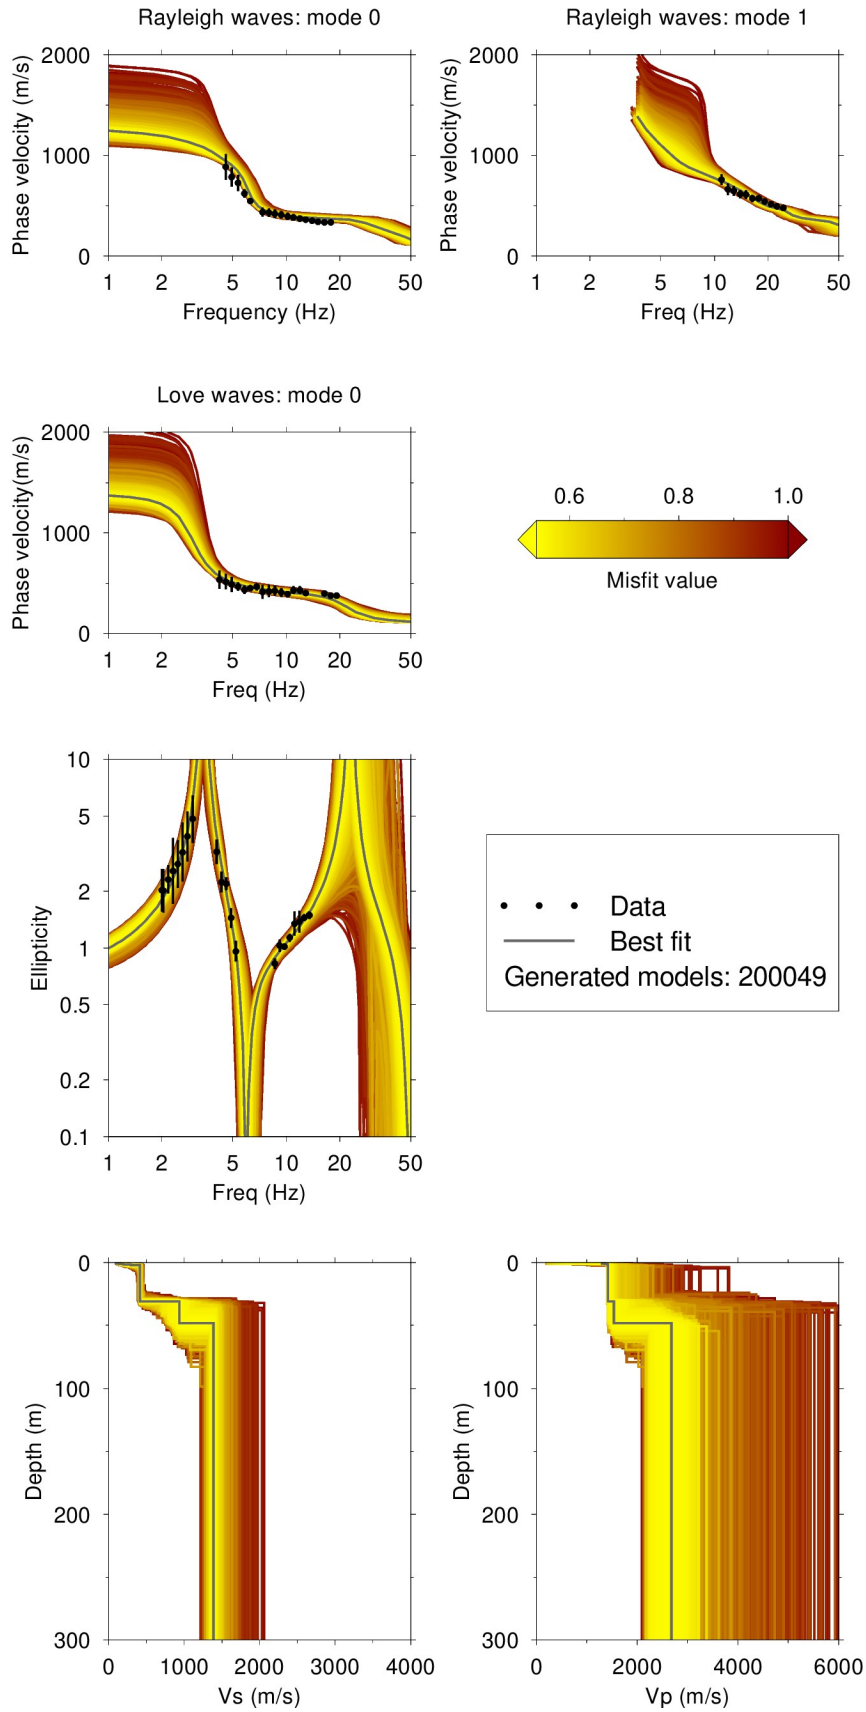 Rayleigh waves: mode 0
Rayleigh waves: mode 1
Phase velocity (m/s)
2000
1000
0
1 2 5 10 20 50
Frequency (Hz)
Phase velocity(m/s)
2000
1000
0
1 2 5 10 20 50
Freq (Hz)
Love waves: mode 0
Phase velocity(m/s)
2000
1000
0
1 2 5 10 20 50
Freq (Hz)
0.6 0.8 1.0
Misfit value
Ellipticity
10
5
2
1
0.5
0.2
0.1
1 2 5 10 20 50
Freq (Hz)
Data
Best fit
Generated models: 200049
Depth (m)
0
100
200
300
0 1000 2000 3000 4000
Vs (m/s)
Depth (m)
0
100
200
300
0 2000 4000 6000
Vp (m/s)